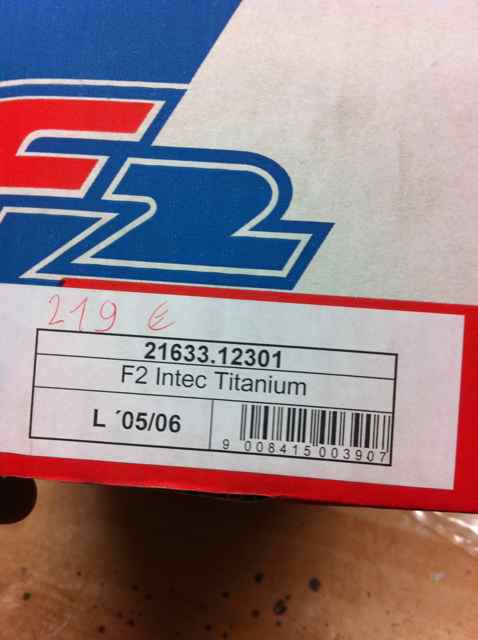 F2
219 €
21633.12301
F2 Intec Titanium
L ´05/06
9 008415 003907